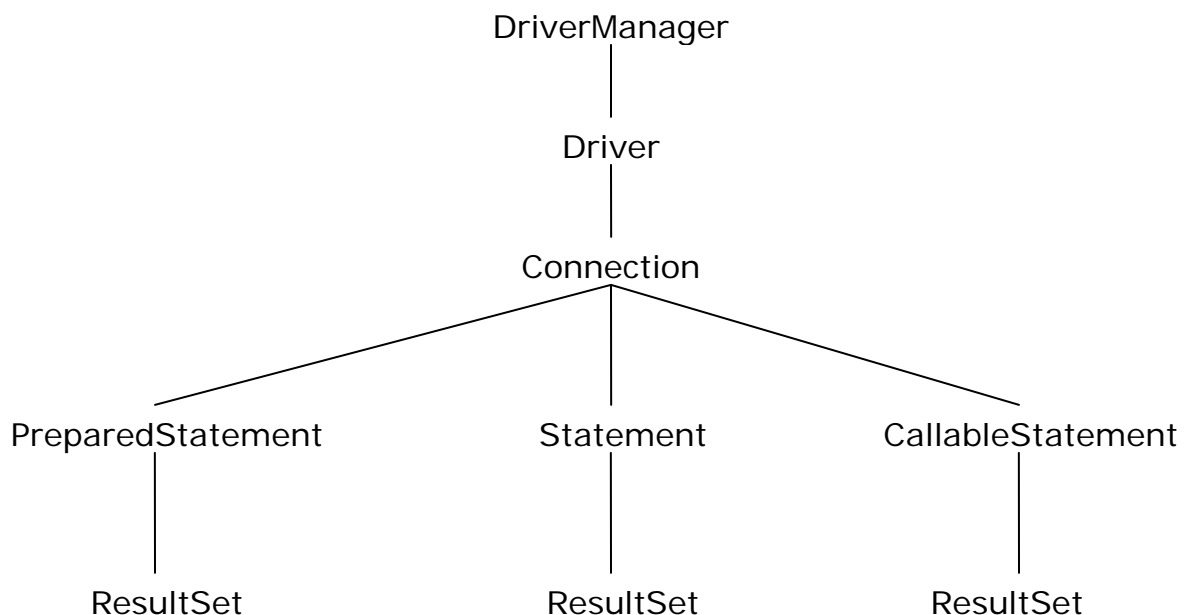 DriverManager
Driver
Connection
PreparedStatement Statement CallableStatement
ResultSet ResultSet ResultSet